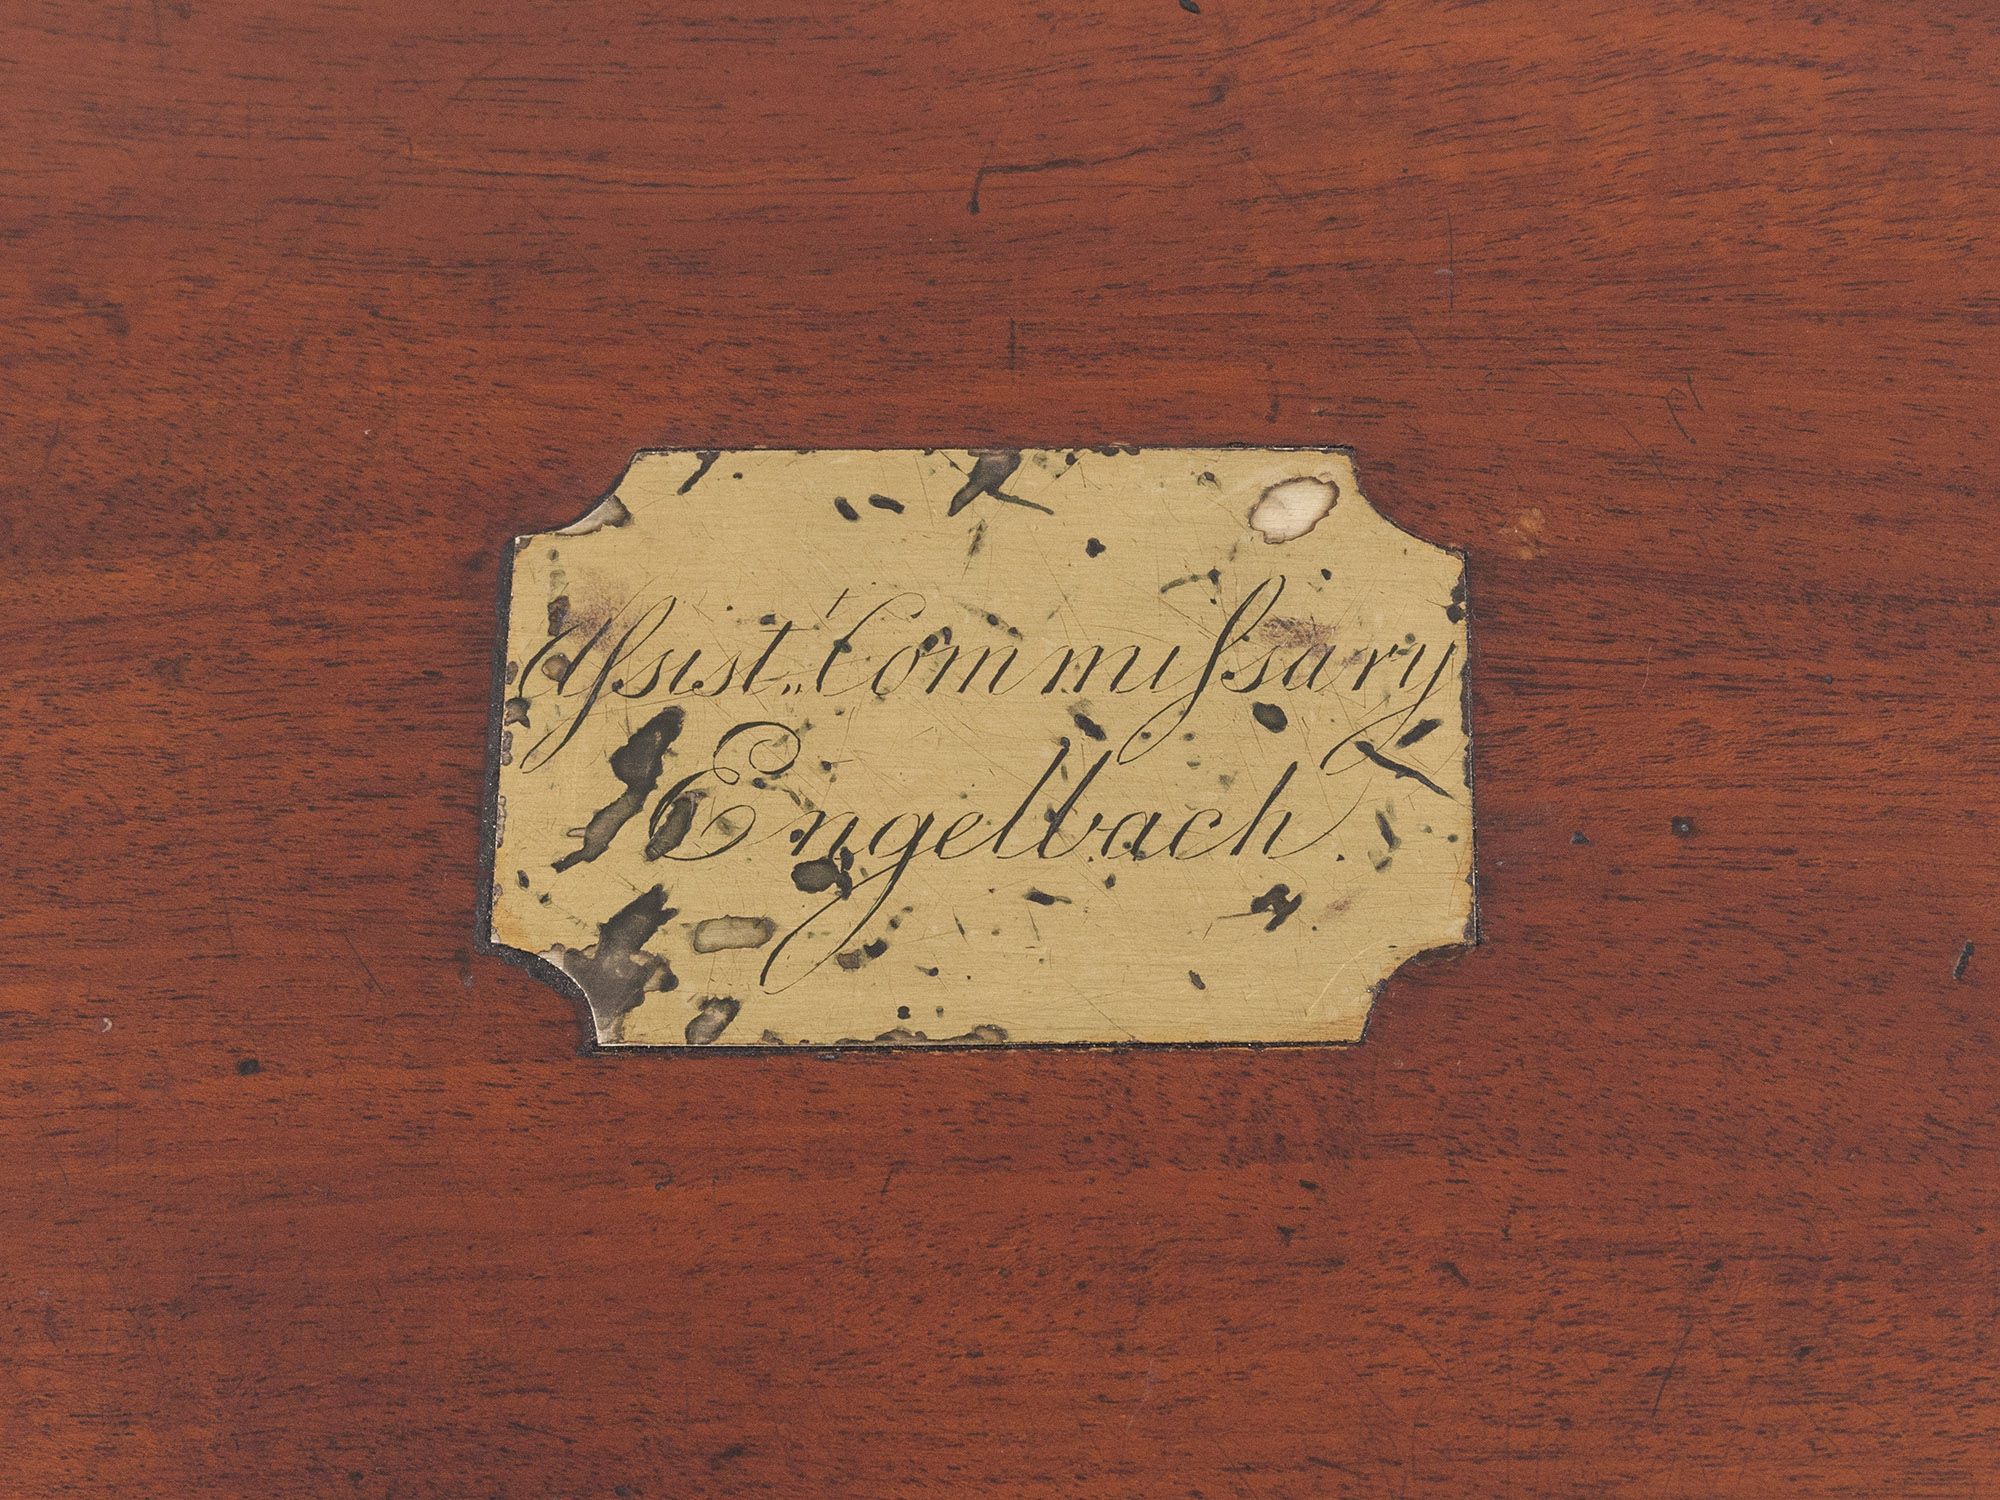 Aſsist,, Commiſsary
Engelbach.